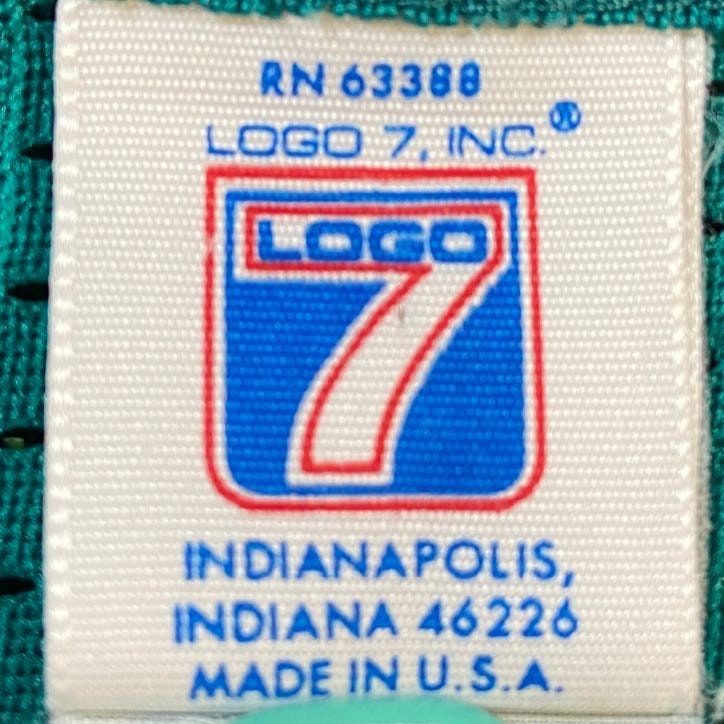 RN 63388
LOGO 7, INC.®
LOGO
7
INDIANAPOLIS,
INDIANA 46226
MADE IN U.S.A.